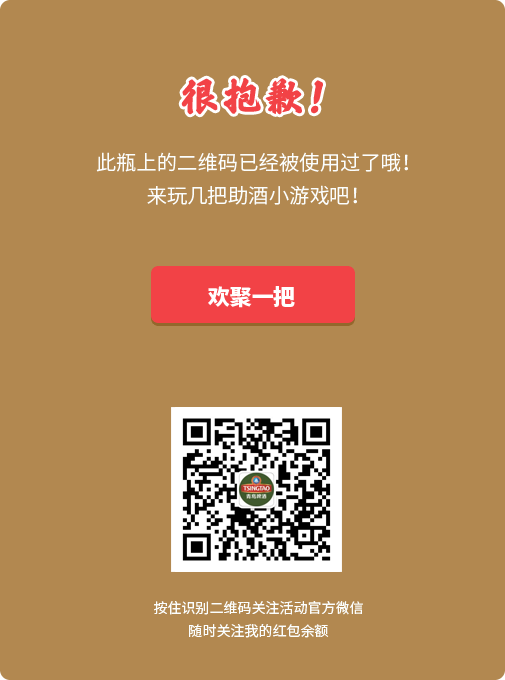 很抱歉！
此瓶上的二维码已经被使用过了哦！
来玩几把助酒小游戏吧！
欢聚一把
TSINGTAO
青岛啤酒
按住识别二维码关注活动官方微信
随时关注我的红包余额